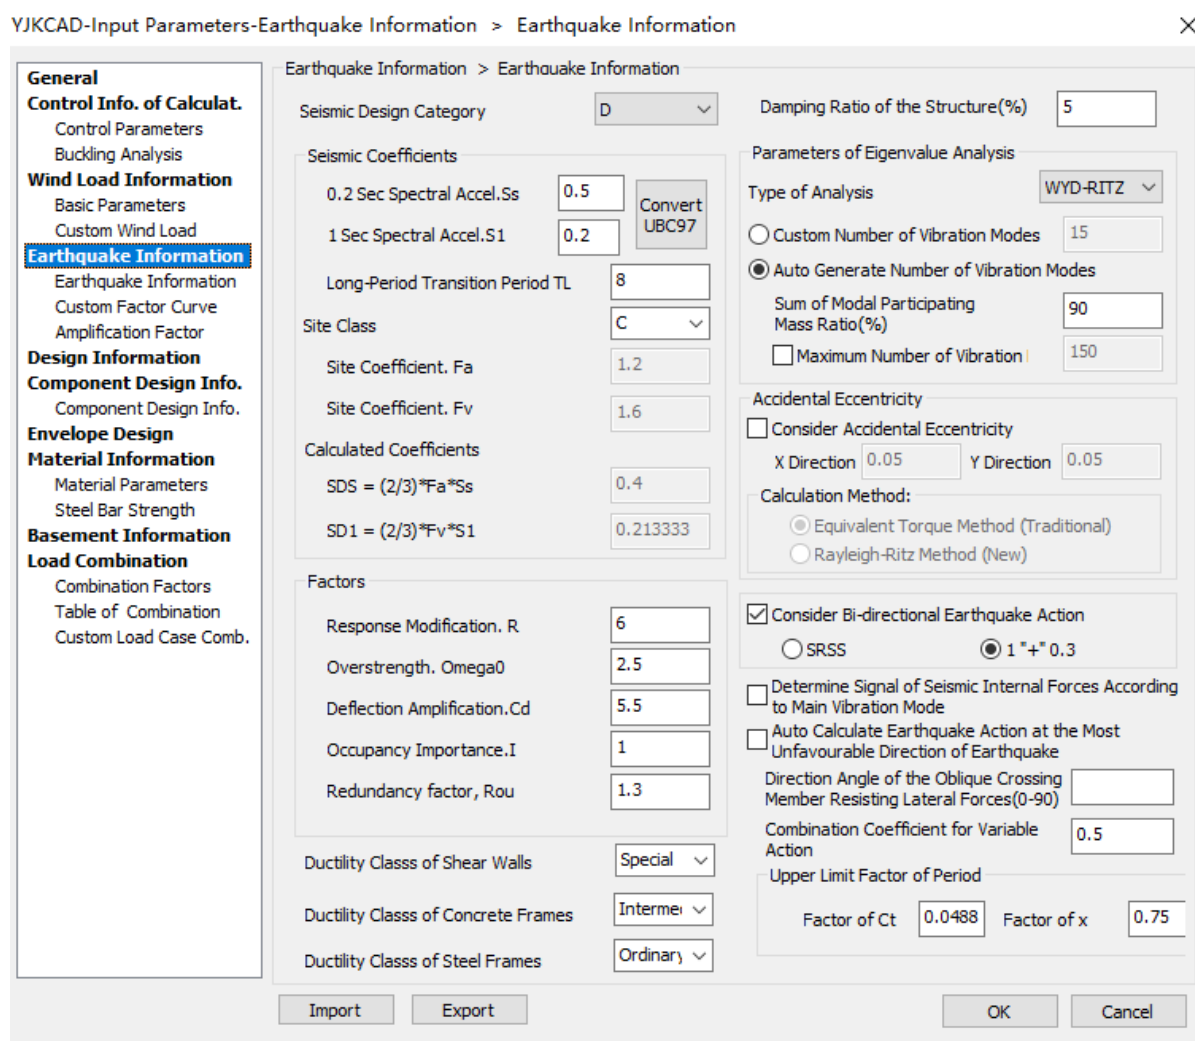 YJKCAD-Input Parameters-Earthquake Information > Earthquake Information
General
Control Info. of Calculat.
Control Parameters
Buckling Analysis
Wind Load Information
Basic Parameters
Custom Wind Load
Earthquake Information
Earthquake Information
Custom Factor Curve
Amplification Factor
Design Information
Component Design Info.
Component Design Info.
Envelope Design
Material Information
Material Parameters
Steel Bar Strength
Basement Information
Load Combination
Combination Factors
Table of Combination
Custom Load Case Comb.
Earthquake Information > Earthquake Information
Seismic Design Category D
Seismic Coefficients
0.2 Sec Spectral Accel.Ss 0.5
1 Sec Spectral Accel.S1 0.2
Convert
UBC97
Long-Period Transition Period TL 8
Site Class C
Site Coefficient. Fa 1.2
Site Coefficient. Fv 1.6
Calculated Coefficients
SDS = (2/3)*Fa*Ss 0.4
SD1 = (2/3)*Fv*S1 0.213333
Factors
Response Modification. R 6
Overstrength. Omega0 2.5
Deflection Amplification.Cd 5.5
Occupancy Importance.I 1
Redundancy factor, Rou 1.3
Ductility Classs of Shear Walls Special
Ductility Classs of Concrete Frames Interme
Ductility Classs of Steel Frames Ordinary
Damping Ratio of the Structure(%) 5
Parameters of Eigenvalue Analysis
Type of Analysis WYD-RITZ
Custom Number of Vibration Modes 15
Auto Generate Number of Vibration Modes
Sum of Modal Participating
Mass Ratio(%) 90
Maximum Number of Vibration 150
Accidental Eccentricity
Consider Accidental Eccentricity
X Direction 0.05 Y Direction 0.05
Calculation Method:
Equivalent Torque Method (Traditional)
Rayleigh-Ritz Method (New)
Consider Bi-directional Earthquake Action
SRSS 1 "+" 0.3
Determine Signal of Seismic Internal Forces According
to Main Vibration Mode
Auto Calculate Earthquake Action at the Most
Unfavourable Direction of Earthquake
Direction Angle of the Oblique Crossing
Member Resisting Lateral Forces(0-90)
Combination Coefficient for Variable
Action 0.5
Upper Limit Factor of Period
Factor of Ct 0.0488 Factor of x 0.75
Import Export OK Cancel